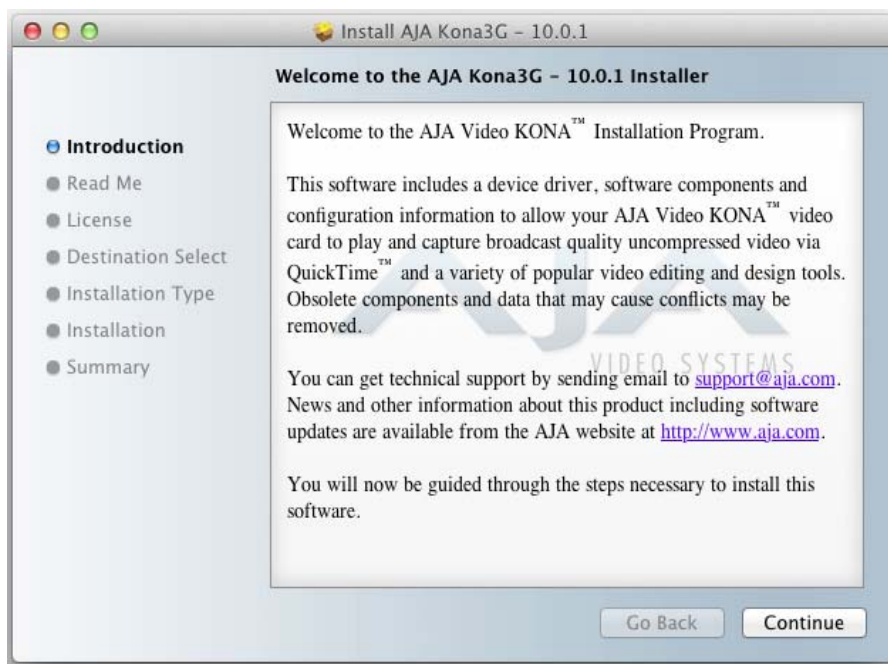 Install AJA Kona3G – 10.0.1
Welcome to the AJA Kona3G – 10.0.1 Installer
Introduction
Read Me
License
Destination Select
Installation Type
Installation
Summary
Welcome to the AJA Video KONA™ Installation Program.
This software includes a device driver, software components and
configuration information to allow your AJA Video KONA™ video
card to play and capture broadcast quality uncompressed video via
QuickTime™ and a variety of popular video editing and design tools.
Obsolete components and data that may cause conflicts may be
removed.
You can get technical support by sending email to support@aja.com.
News and other information about this product including software
updates are available from the AJA website at http://www.aja.com.
You will now be guided through the steps necessary to install this
software.
AJA
VIDEO SYSTEMS
Go Back
Continue